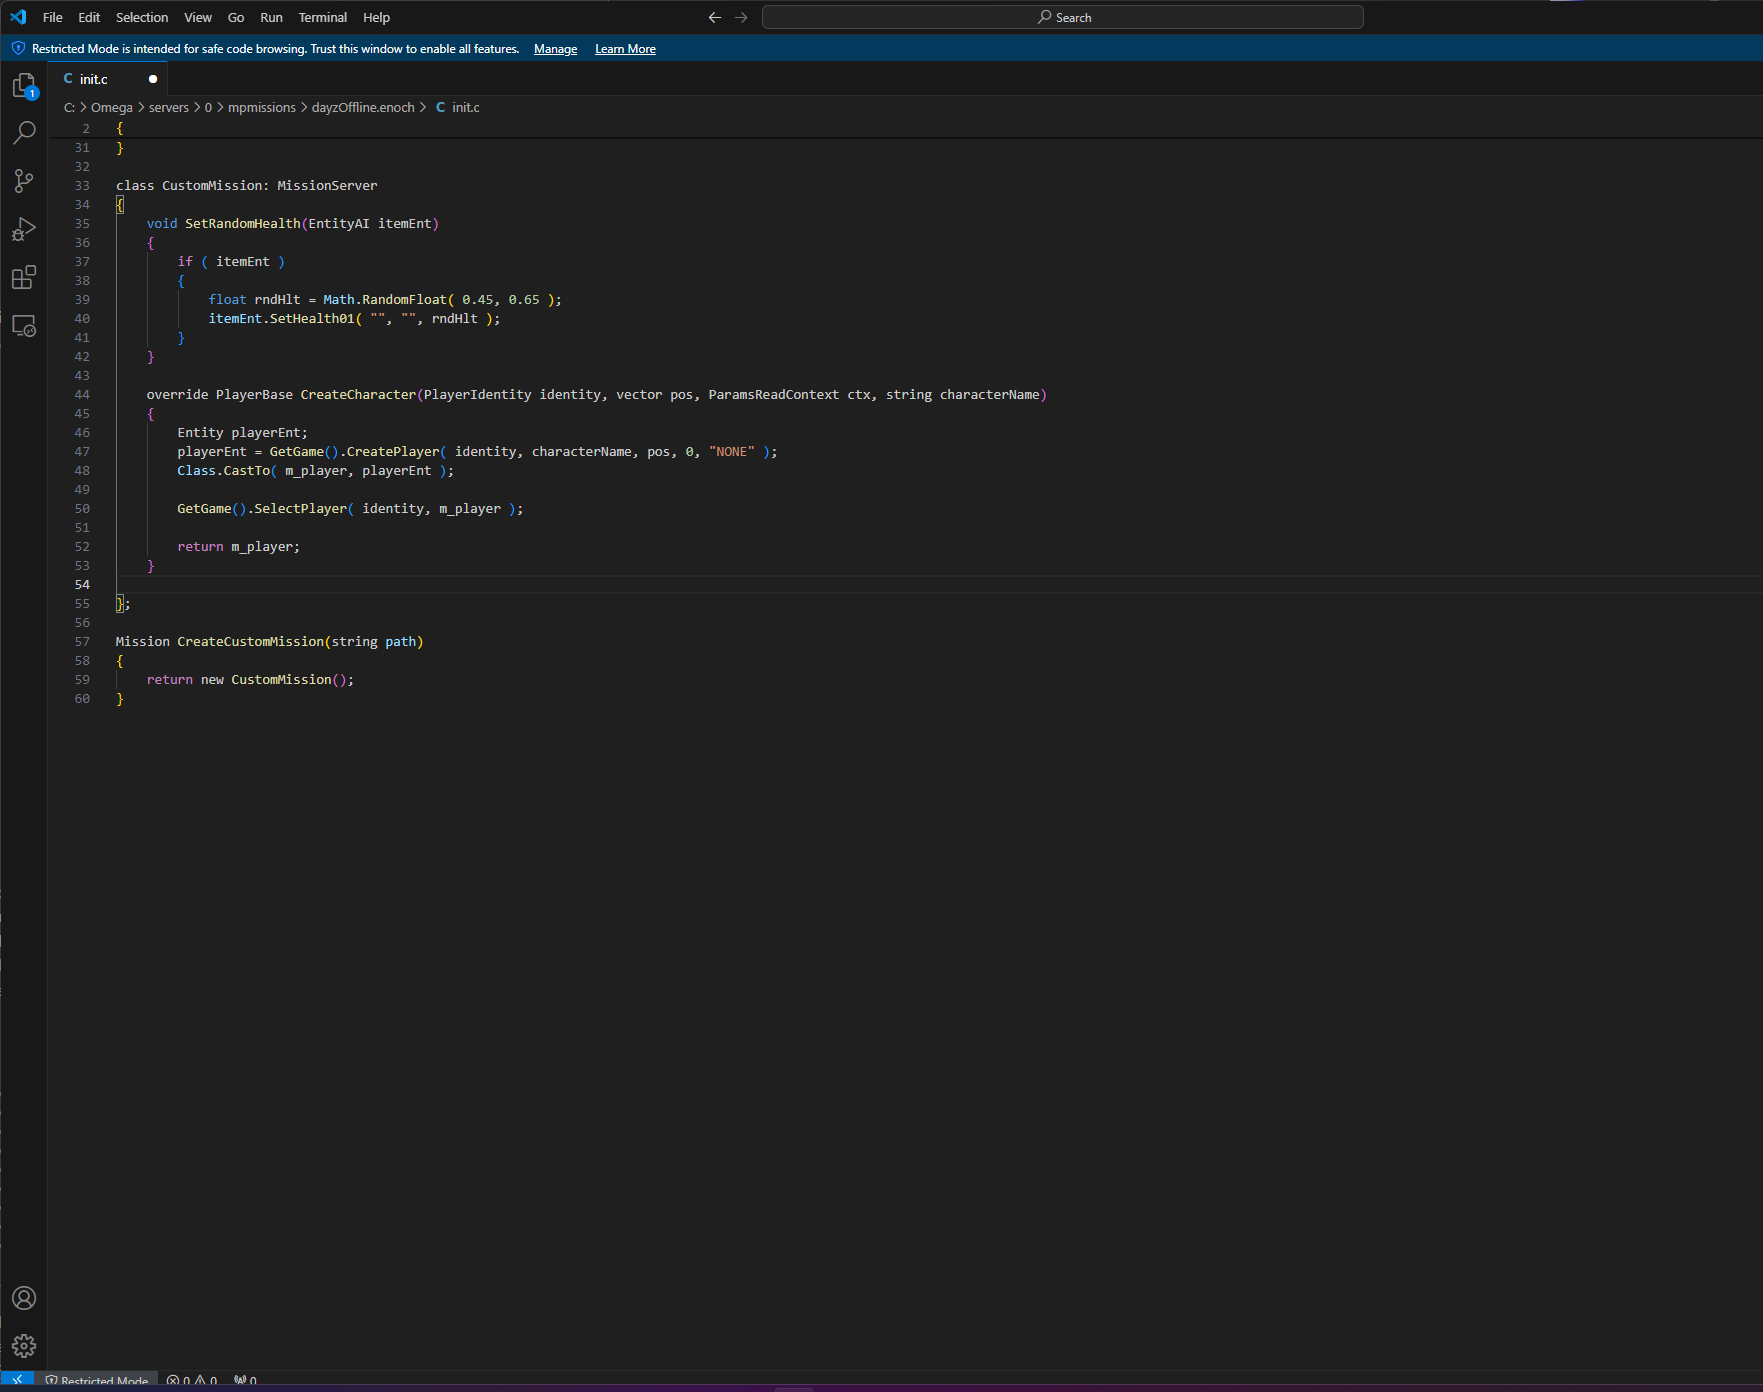 File Edit Selection View Go Run Terminal Help
Search
Restricted Mode is intended for safe code browsing. Trust this window to enable all features. Manage Learn More
1
C init.c
C: > Omega > servers > 0 > mpmissions > dayzOffline.enoch > C init.c
2 {
31 }
32
33 class CustomMission: MissionServer
34 {
35 void SetRandomHealth(EntityAI itemEnt)
36 {
37 if ( itemEnt )
38 {
39 float rndHlt = Math.RandomFloat( 0.45, 0.65 );
40 itemEnt.SetHealth01( "", "", rndHlt );
41 }
42 }
43
44 override PlayerBase CreateCharacter(PlayerIdentity identity, vector pos, ParamsReadContext ctx, string characterName)
45 {
46 Entity playerEnt;
47 playerEnt = GetGame().CreatePlayer( identity, characterName, pos, 0, "NONE" );
48 Class.CastTo( m_player, playerEnt );
49
50 GetGame().SelectPlayer( identity, m_player );
51
52 return m_player;
53 }
54
55 };
56
57 Mission CreateCustomMission(string path)
58 {
59 return new CustomMission();
60 }
Restricted Mode 0 0 0